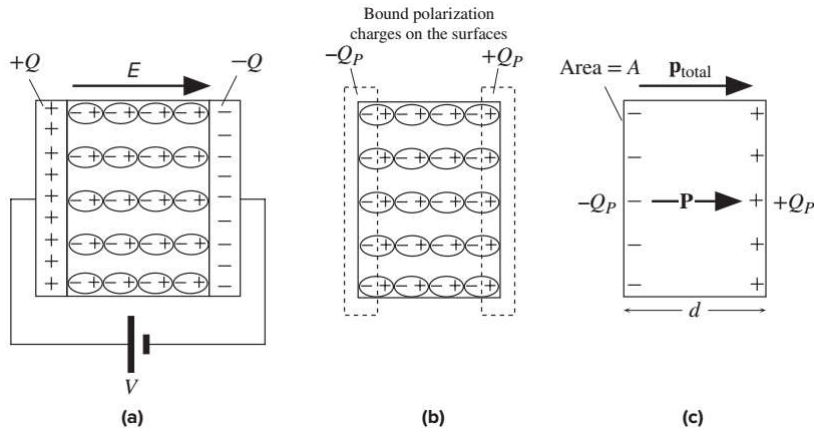 Bound polarization
charges on the surfaces
+Q
E
−Q
V
(a)
−Q_P
+Q_P
(b)
Area = A
p_total
−Q_P
P
+Q_P
d
(c)